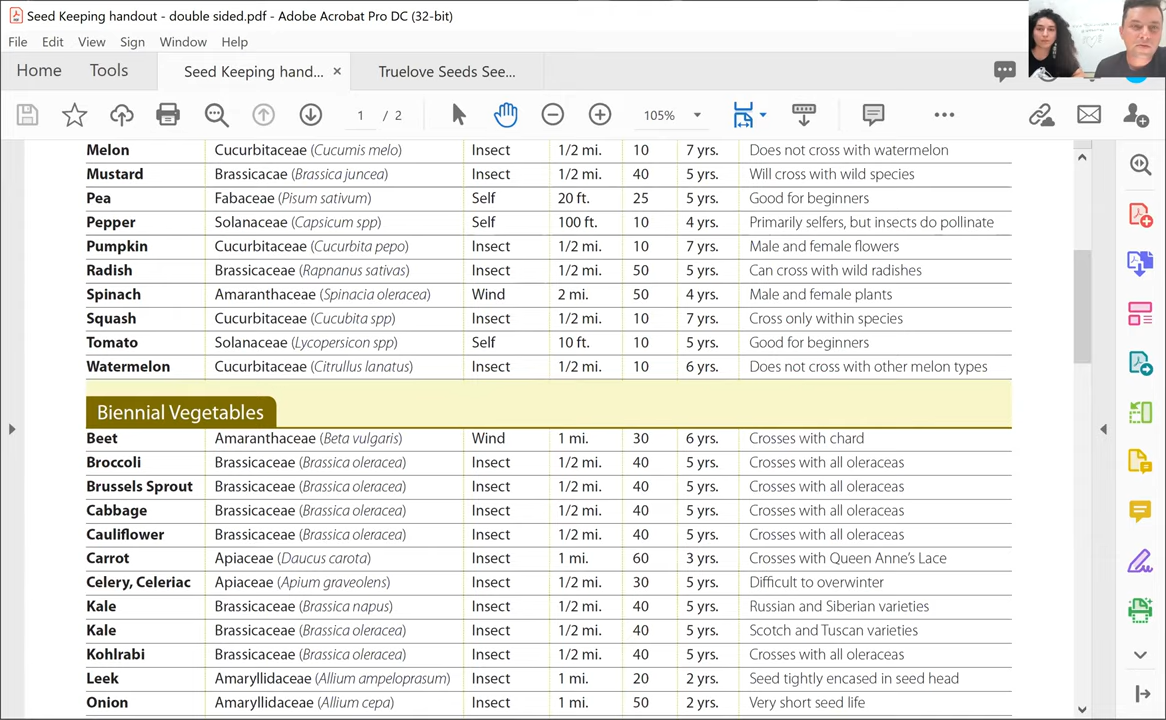 Seed Keeping handout - double sided.pdf - Adobe Acrobat Pro DC (32-bit)
File Edit View Sign Window Help
Home Tools Seed Keeping hand... × Truelove Seeds See...
1 / 2 105%
Melon Cucurbitaceae (Cucumis melo) Insect 1/2 mi. 10 7 yrs. Does not cross with watermelon
Mustard Brassicacae (Brassica juncea) Insect 1/2 mi. 40 5 yrs. Will cross with wild species
Pea Fabaceae (Pisum sativum) Self 20 ft. 25 5 yrs. Good for beginners
Pepper Solanaceae (Capsicum spp) Self 100 ft. 10 4 yrs. Primarily selfers, but insects do pollinate
Pumpkin Cucurbitaceae (Cucurbita pepo) Insect 1/2 mi. 10 7 yrs. Male and female flowers
Radish Brassicaceae (Rapnanus sativas) Insect 1/2 mi. 50 5 yrs. Can cross with wild radishes
Spinach Amaranthaceae (Spinacia oleracea) Wind 2 mi. 50 4 yrs. Male and female plants
Squash Cucurbitaceae (Cucubita spp) Insect 1/2 mi. 10 7 yrs. Cross only within species
Tomato Solanaceae (Lycopersicon spp) Self 10 ft. 10 5 yrs. Good for beginners
Watermelon Cucurbitaceae (Citrullus lanatus) Insect 1/2 mi. 10 6 yrs. Does not cross with other melon types
Biennial Vegetables
Beet Amaranthaceae (Beta vulgaris) Wind 1 mi. 30 6 yrs. Crosses with chard
Broccoli Brassicaceae (Brassica oleracea) Insect 1/2 mi. 40 5 yrs. Crosses with all oleraceas
Brussels Sprout Brassicaceae (Brassica oleracea) Insect 1/2 mi. 40 5 yrs. Crosses with all oleraceas
Cabbage Brassicaceae (Brassica oleracea) Insect 1/2 mi. 40 5 yrs. Crosses with all oleraceas
Cauliflower Brassicaceae (Brassica oleracea) Insect 1/2 mi. 40 5 yrs. Crosses with all oleraceas
Carrot Apiaceae (Daucus carota) Insect 1 mi. 60 3 yrs. Crosses with Queen Anne's Lace
Celery, Celeriac Apiaceae (Apium graveolens) Insect 1/2 mi. 30 5 yrs. Difficult to overwinter
Kale Brassicaceae (Brassica napus) Insect 1/2 mi. 40 5 yrs. Russian and Siberian varieties
Kale Brassicaceae (Brassica oleracea) Insect 1/2 mi. 40 5 yrs. Scotch and Tuscan varieties
Kohlrabi Brassicaceae (Brassica oleracea) Insect 1/2 mi. 40 5 yrs. Crosses with all oleraceas
Leek Amaryllidaceae (Allium ampeloprasum) Insect 1 mi. 20 2 yrs. Seed tightly encased in seed head
Onion Amaryllidaceae (Allium cepa) Insect 1 mi. 50 2 yrs. Very short seed life